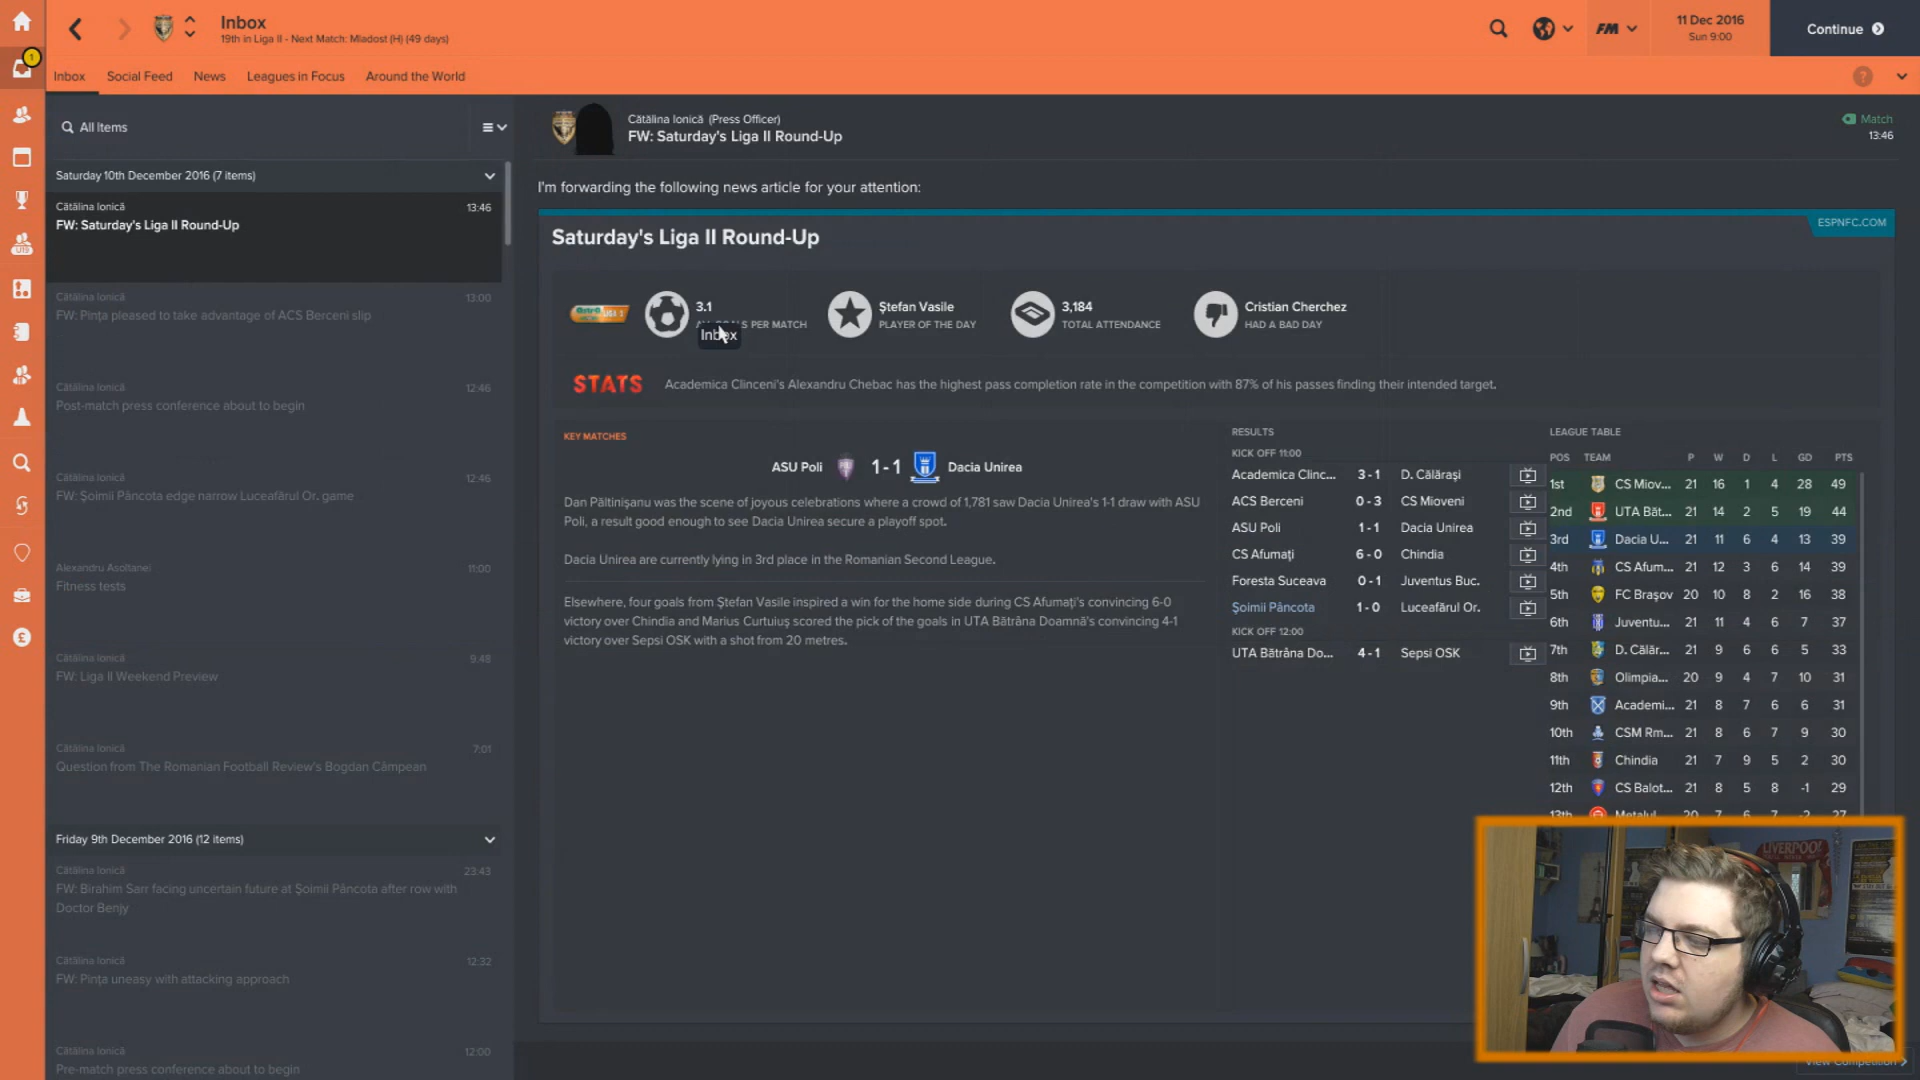 Inbox
19th in Liga II - Next Match: Mladost (H) (49 days)
FM
11 Dec 2016
Sun 9:00
Continue
1
Inbox
Social Feed
News
Leagues in Focus
Around the World
?
All Items
Saturday 10th December 2016 (7 items)
Cătălina Ionică
13:46
FW: Saturday's Liga II Round-Up
Cătălina Ionică
13:00
FW: Pința pleased to take advantage of ACS Berceni slip
Cătălina Ionică
12:46
Post-match press conference about to begin
Cătălina Ionică
12:46
FW: Șoimii Pâncota edge narrow Luceafărul Or. game
Alexandru Asoltanei
11:00
Fitness tests
Cătălina Ionică
9:48
FW: Liga II Weekend Preview
Cătălina Ionică
7:01
Question from The Romanian Football Review's Bogdan Câmpean
Friday 9th December 2016 (12 items)
Cătălina Ionică
23:43
FW: Birahim Sarr facing uncertain future at Șoimii Pâncota after row with
Doctor Benjy
Cătălina Ionică
12:32
FW: Pința uneasy with attacking approach
Cătălina Ionică
12:00
Pre-match press conference about to begin
Cătălina Ionică (Press Officer)
FW: Saturday's Liga II Round-Up
Match
13:46
I'm forwarding the following news article for your attention:
ESPNFC.COM
Saturday's Liga II Round-Up
3.1
GOALS PER MATCH
Inbox
Ștefan Vasile
PLAYER OF THE DAY
3,184
TOTAL ATTENDANCE
Cristian Cherchez
HAD A BAD DAY
STATS
Academica Clinceni's Alexandru Chebac has the highest pass completion rate in the competition with 87% of his passes finding their intended target.
KEY MATCHES
ASU Poli 1 - 1 Dacia Unirea
Dan Păltinișanu was the scene of joyous celebrations where a crowd of 1,781 saw Dacia Unirea's 1-1 draw with ASU
Poli, a result good enough to see Dacia Unirea secure a playoff spot.
Dacia Unirea are currently lying in 3rd place in the Romanian Second League.
Elsewhere, four goals from Ștefan Vasile inspired a win for the home side during CS Afumați's convincing 6-0
victory over Chindia and Marius Curtuiuș scored the pick of the goals in UTA Bătrâna Doamnă's convincing 4-1
victory over Sepsi OSK with a shot from 20 metres.
RESULTS
KICK OFF 11:00
Academica Clinc... 3 - 1 D. Călărași
ACS Berceni 0 - 3 CS Mioveni
ASU Poli 1 - 1 Dacia Unirea
CS Afumați 6 - 0 Chindia
Foresta Suceava 0 - 1 Juventus Buc.
Șoimii Pâncota 1 - 0 Luceafărul Or.
KICK OFF 12:00
UTA Bătrâna Do... 4 - 1 Sepsi OSK
LEAGUE TABLE
POS TEAM P W D L GD PTS
1st CS Miov... 21 16 1 4 28 49
2nd UTA Băt... 21 14 2 5 19 44
3rd Dacia U... 21 11 6 4 13 39
4th CS Afum... 21 12 3 6 14 39
5th FC Brașov 20 10 8 2 16 38
6th Juventu... 21 11 4 6 7 37
7th D. Călăr... 21 9 6 6 5 33
8th Olimpia... 20 9 4 7 10 31
9th Academi... 21 8 7 6 6 31
10th CSM Rm... 21 8 6 7 9 30
11th Chindia 21 7 9 5 2 30
12th CS Balot... 21 8 5 8 -1 29
13th Metalul 20 7 6 7 -2 27
LIVERPOOL
View Competition